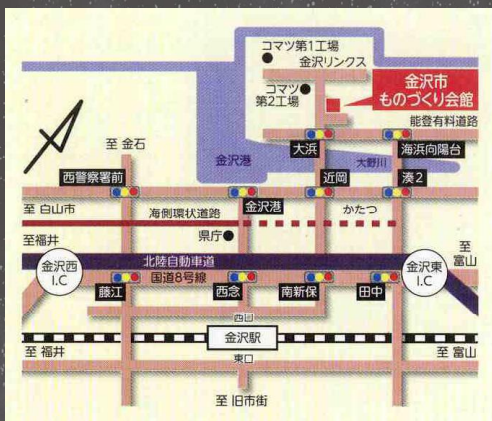 コマツ第1工場
金沢リンクス
コマツ
第2工場
金沢市
ものづくり会館
能登有料道路
大浜
海浜向陽台
至 金石
金沢港
大野川
西警察署前
近岡
湊2
至 白山市
海側環状道路
金沢港
かたつ
至福井
県庁
至
富山
北陸自動車道
金沢西
I.C
国道8号線
金沢東
I.C
藤江
西念
南新保
田中
西口
金沢駅
至 福井
東口
至 富山
至 旧市街